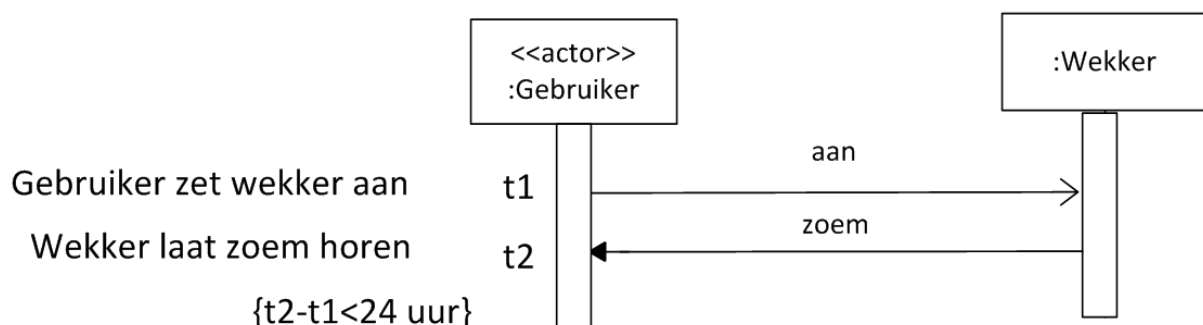 <<actor>>
:Gebruiker
:Wekker
aan
Gebruiker zet wekker aan
t1
zoem
Wekker laat zoem horen
t2
{t2-t1<24 uur}